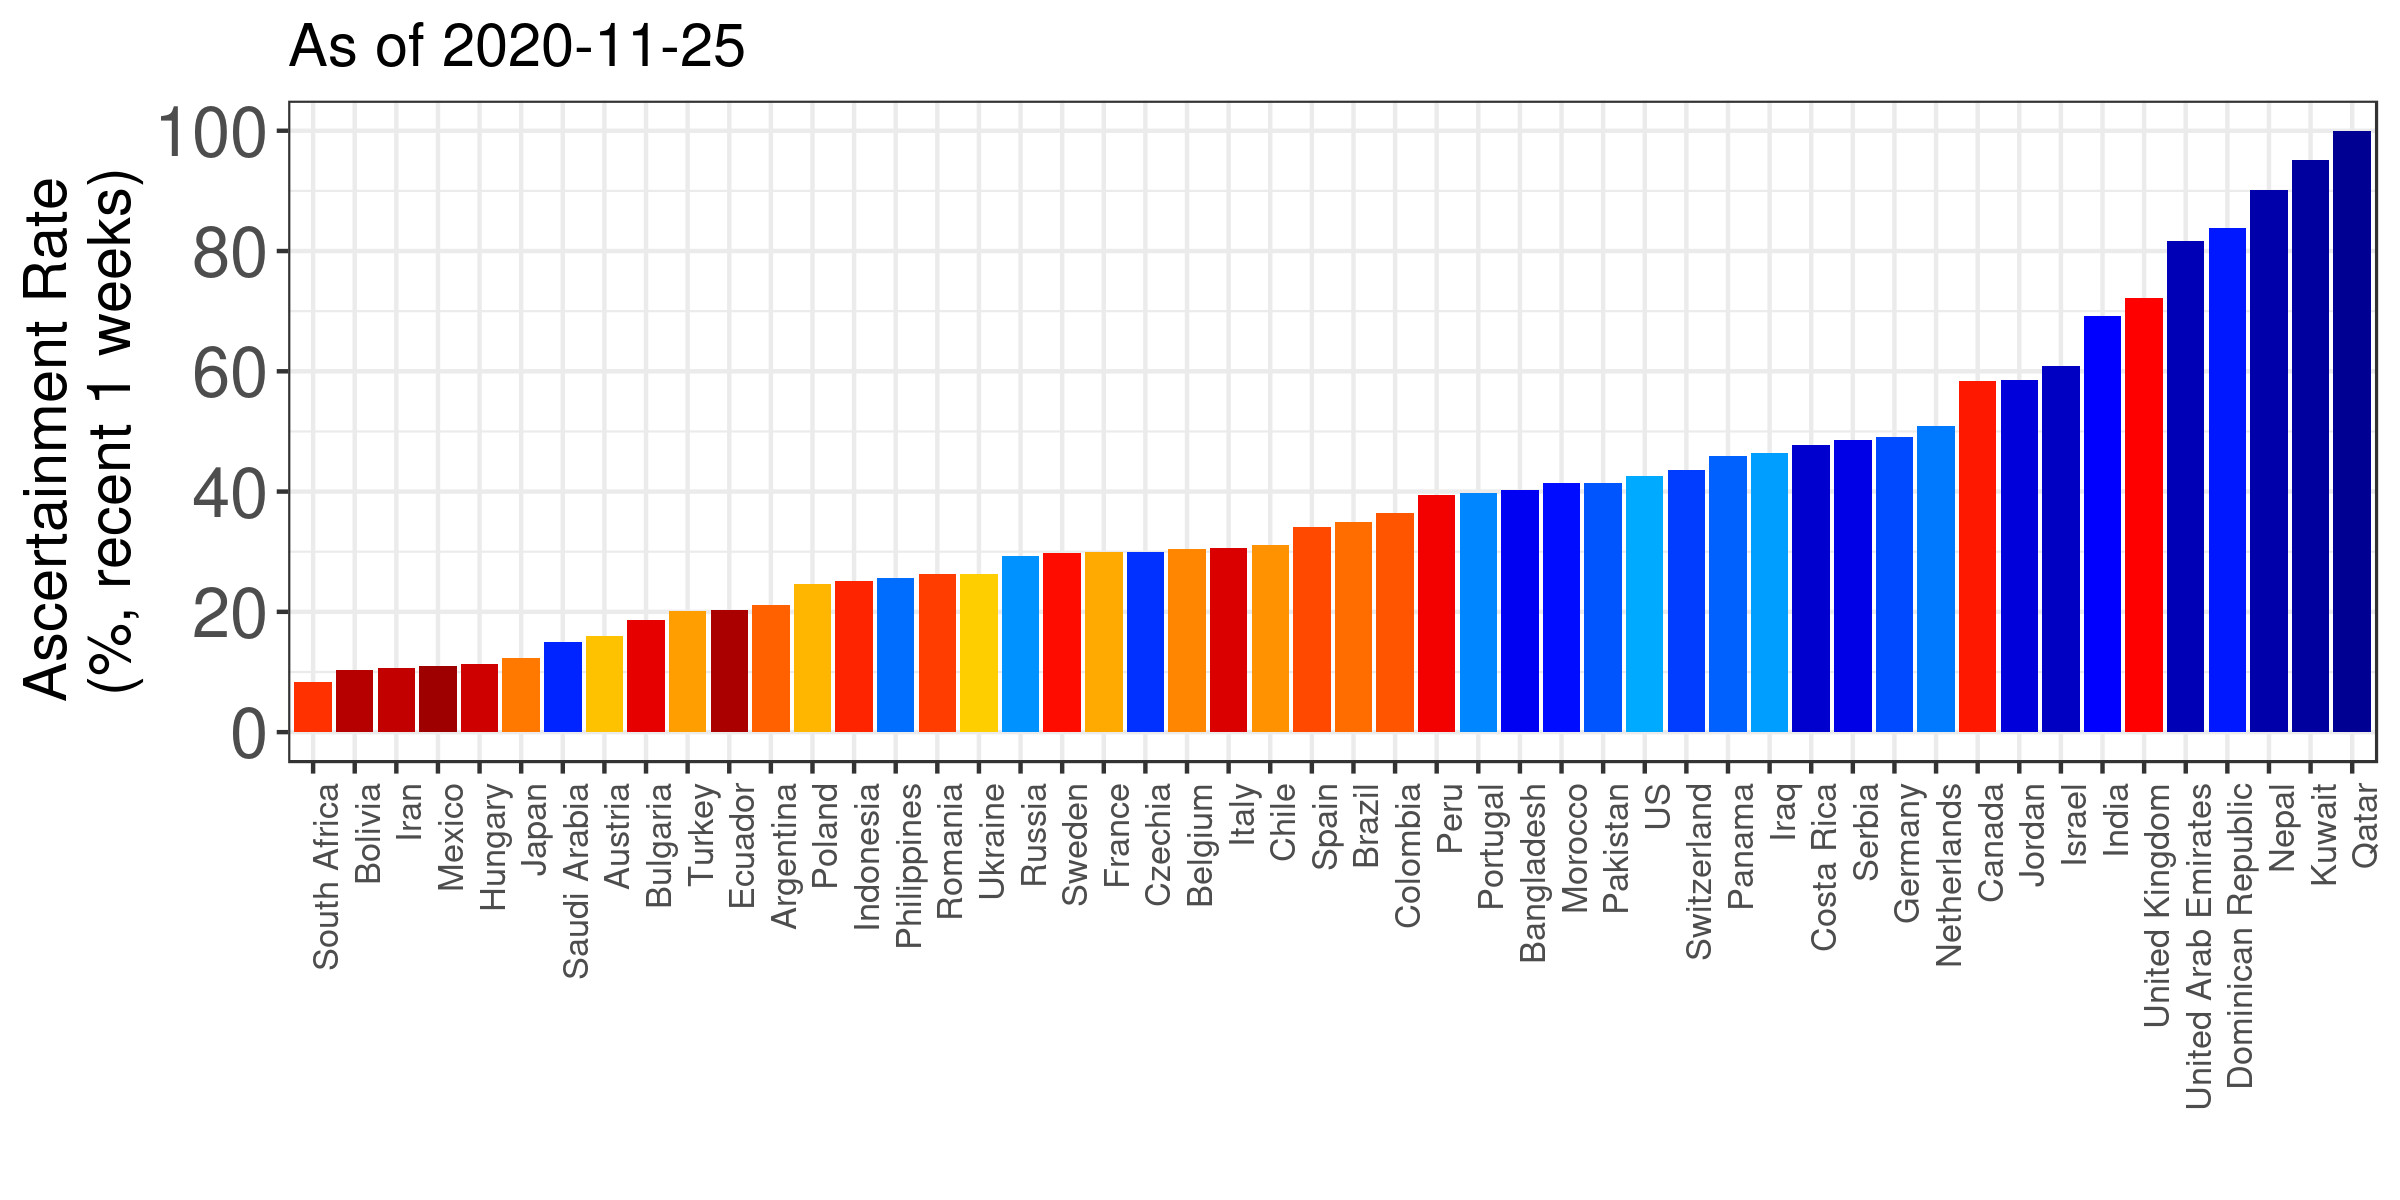 As of 2020-11-25
Ascertainment Rate
(%, recent 1 weeks)
100
80
60
40
20
0
South Africa
Bolivia
Iran
Mexico
Hungary
Japan
Saudi Arabia
Austria
Bulgaria
Turkey
Ecuador
Argentina
Poland
Indonesia
Philippines
Romania
Ukraine
Russia
Sweden
France
Czechia
Belgium
Italy
Chile
Spain
Brazil
Colombia
Peru
Portugal
Bangladesh
Morocco
Pakistan
US
Switzerland
Panama
Iraq
Costa Rica
Serbia
Germany
Netherlands
Canada
Jordan
Israel
India
United Kingdom
United Arab Emirates
Dominican Republic
Nepal
Kuwait
Qatar